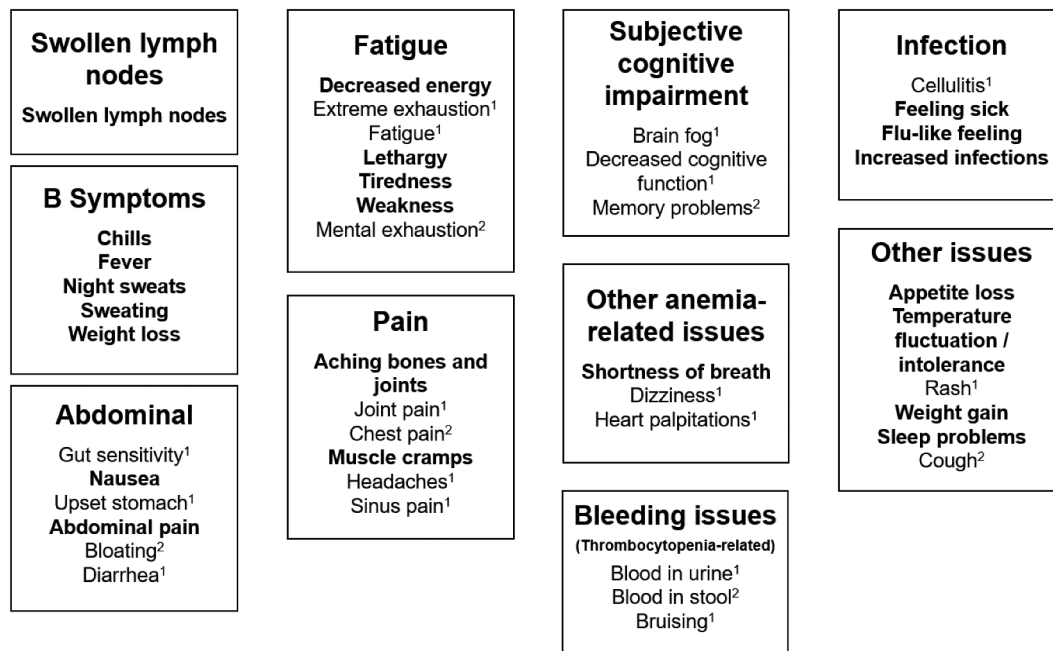 Swollen lymph
nodes
Swollen lymph nodes
B Symptoms
Chills
Fever
Night sweats
Sweating
Weight loss
Abdominal
Gut sensitivity¹
Nausea
Upset stomach¹
Abdominal pain
Bloating²
Diarrhea¹
Fatigue
Decreased energy
Extreme exhaustion¹
Fatigue¹
Lethargy
Tiredness
Weakness
Mental exhaustion²
Pain
Aching bones and
joints
Joint pain¹
Chest pain²
Muscle cramps
Headaches¹
Sinus pain¹
Subjective
cognitive
impairment
Brain fog¹
Decreased cognitive
function¹
Memory problems²
Other anemia-
related issues
Shortness of breath
Dizziness¹
Heart palpitations¹
Bleeding issues
(Thrombocytopenia-related)
Blood in urine¹
Blood in stool²
Bruising¹
Infection
Cellulitis¹
Feeling sick
Flu-like feeling
Increased infections
Other issues
Appetite loss
Temperature
fluctuation /
intolerance
Rash¹
Weight gain
Sleep problems
Cough²